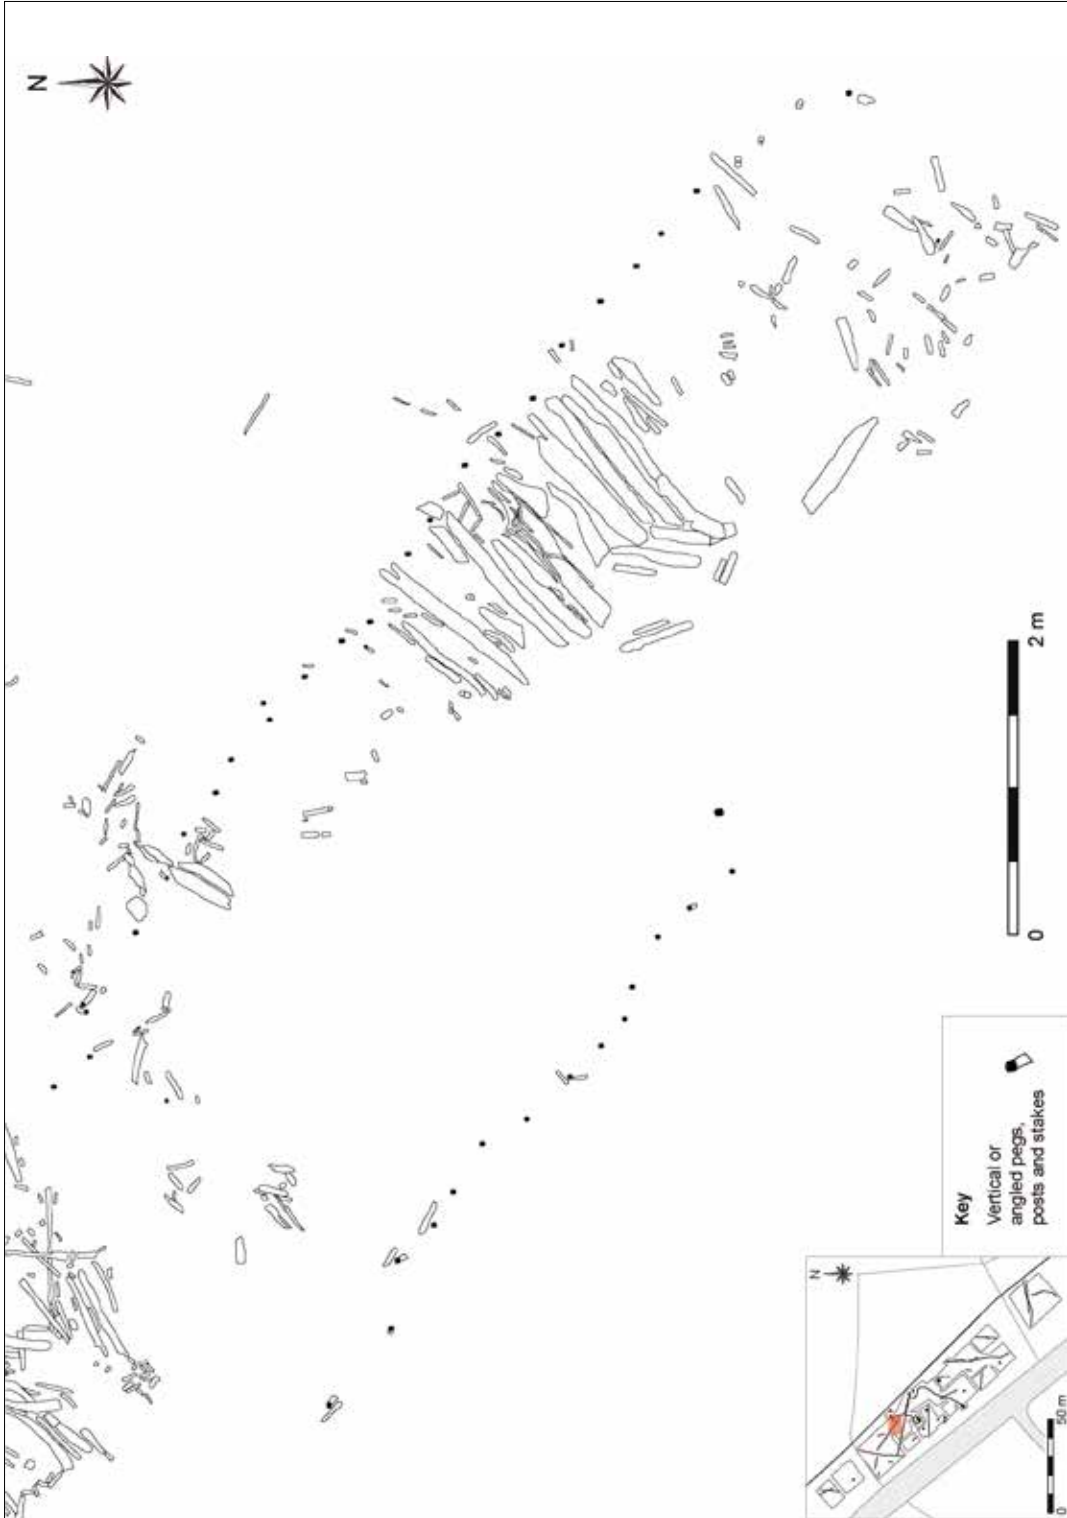 N
0
2 m
Key
Vertical or
angled pegs,
posts and stakes
N
0
50 m